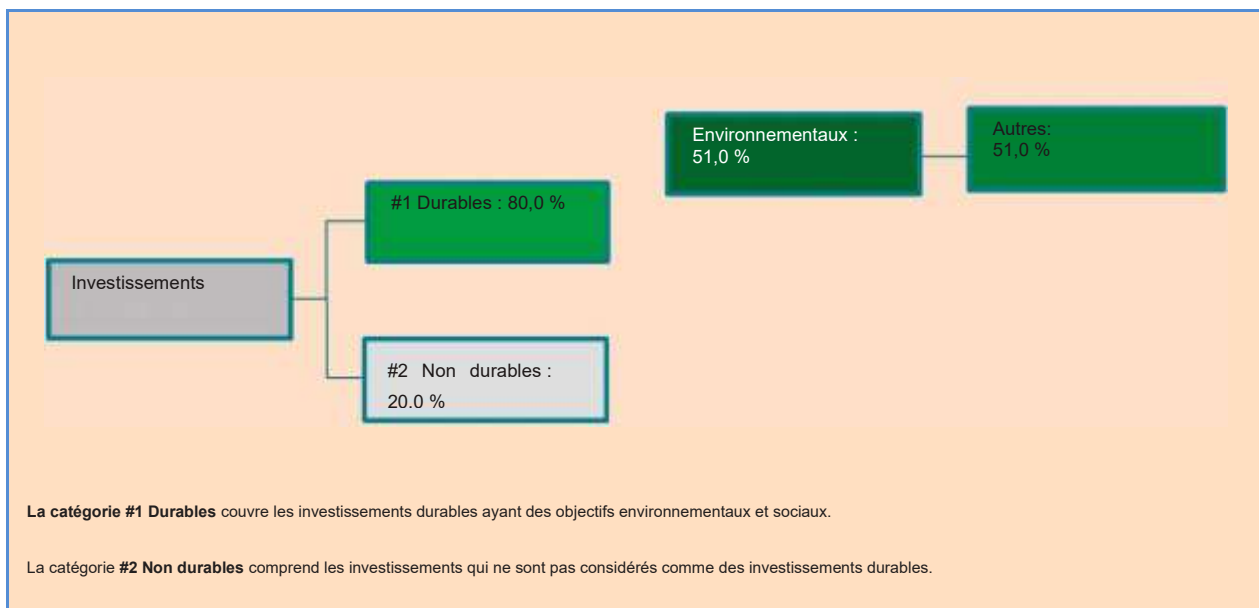 Environnementaux :
51,0 %
Autres:
51,0 %
#1 Durables : 80,0 %
Investissements
#2 Non durables :
20.0 %
La catégorie #1 Durables couvre les investissements durables ayant des objectifs environnementaux et sociaux.
La catégorie #2 Non durables comprend les investissements qui ne sont pas considérés comme des investissements durables.